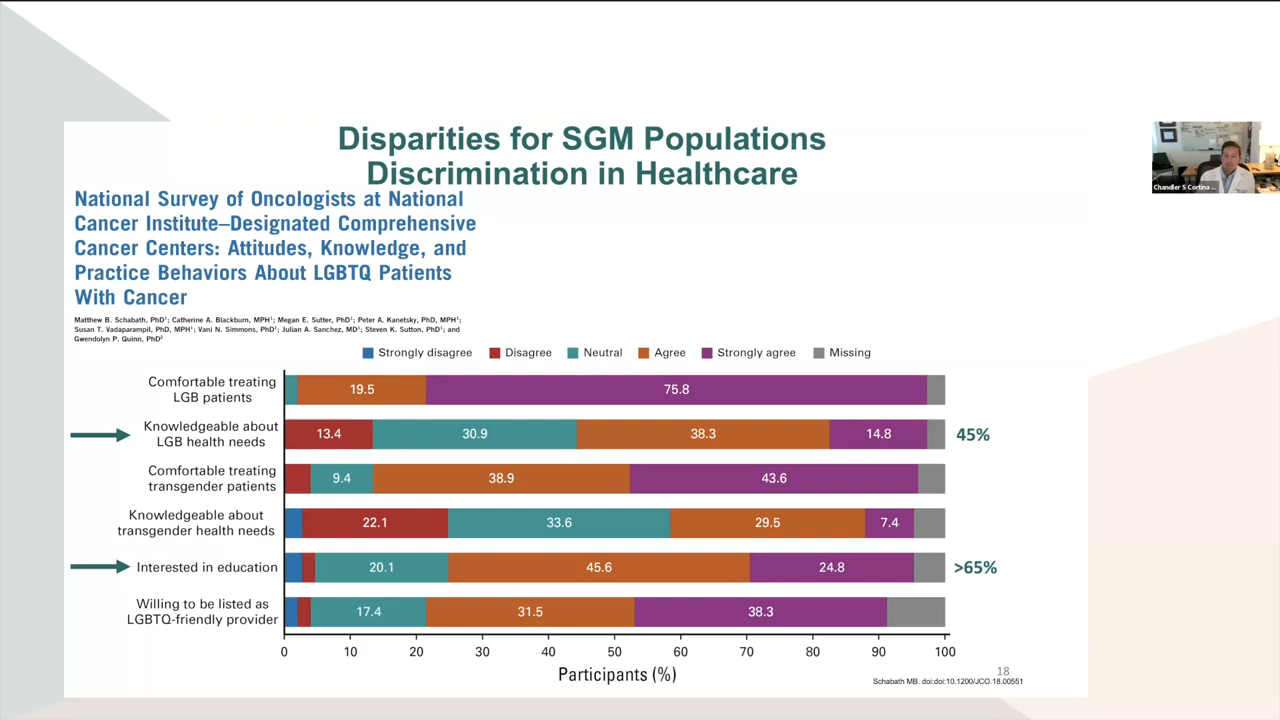 Disparities for SGM Populations
Discrimination in Healthcare
National Survey of Oncologists at National
Cancer Institute–Designated Comprehensive
Cancer Centers: Attitudes, Knowledge, and
Practice Behaviors About LGBTQ Patients
With Cancer
Matthew B. Schabath, PhD1; Catherine A. Blackburn, MPH1; Megan E. Sutter, PhD1; Peter A. Kanetsky, PhD, MPH1;
Susan T. Vadaparampil, PhD, MPH1; Vani N. Simmons, PhD1; Julian A. Sanchez, MD1; Steven K. Sutton, PhD1; and
Gwendolyn P. Quinn, PhD2
Chandler S Cortina ...
Strongly disagree Disagree Neutral Agree Strongly agree Missing
Comfortable treating
LGB patients
19.5 75.8
Knowledgeable about
LGB health needs
13.4 30.9 38.3 14.8 45%
Comfortable treating
transgender patients
9.4 38.9 43.6
Knowledgeable about
transgender health needs
22.1 33.6 29.5 7.4
Interested in education
20.1 45.6 24.8 >65%
Willing to be listed as
LGBTQ-friendly provider
17.4 31.5 38.3
0 10 20 30 40 50 60 70 80 90 100
Participants (%)
18
Schabath MB. doi:doi:10.1200/JCO.18.00551